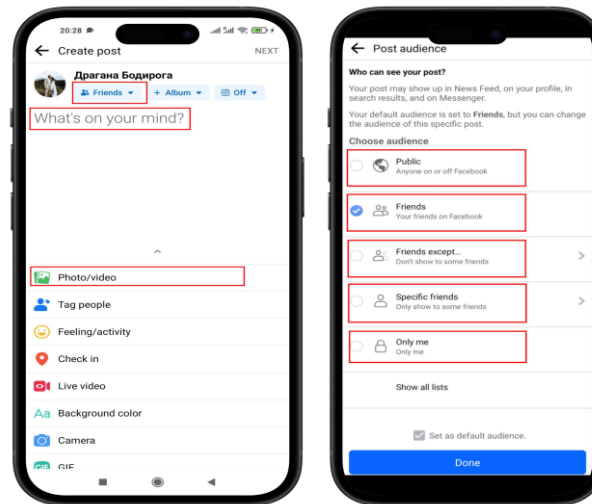 20:28
Create post
NEXT
Драгана Бодирога
Friends
+ Album
Off
What's on your mind?
Photo/video
Tag people
Feeling/activity
Check in
Live video
Aa Background color
Camera
GIF GIF
Post audience
Who can see your post?
Your post may show up in News Feed, on your profile, in
search results, and on Messenger.
Your default audience is set to Friends, but you can change
the audience of this specific post.
Choose audience
Public
Anyone on or off Facebook
Friends
Your friends on Facebook
Friends except...
Don't show to some friends
Specific friends
Only show to some friends
Only me
Only me
Show all lists
Set as default audience.
Done